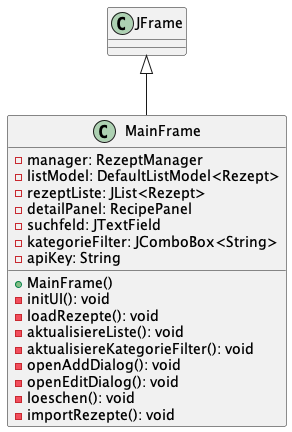 C JFrame
C MainFrame
manager: RezeptManager
listModel: DefaultListModel<Rezept>
rezeptListe: JList<Rezept>
detailPanel: RecipePanel
suchfeld: JTextField
kategorieFilter: JComboBox<String>
apiKey: String
MainFrame()
initUI(): void
loadRezepte(): void
aktualisiereListe(): void
aktualisiereKategorieFilter(): void
openAddDialog(): void
openEditDialog(): void
loeschen(): void
importRezepte(): void